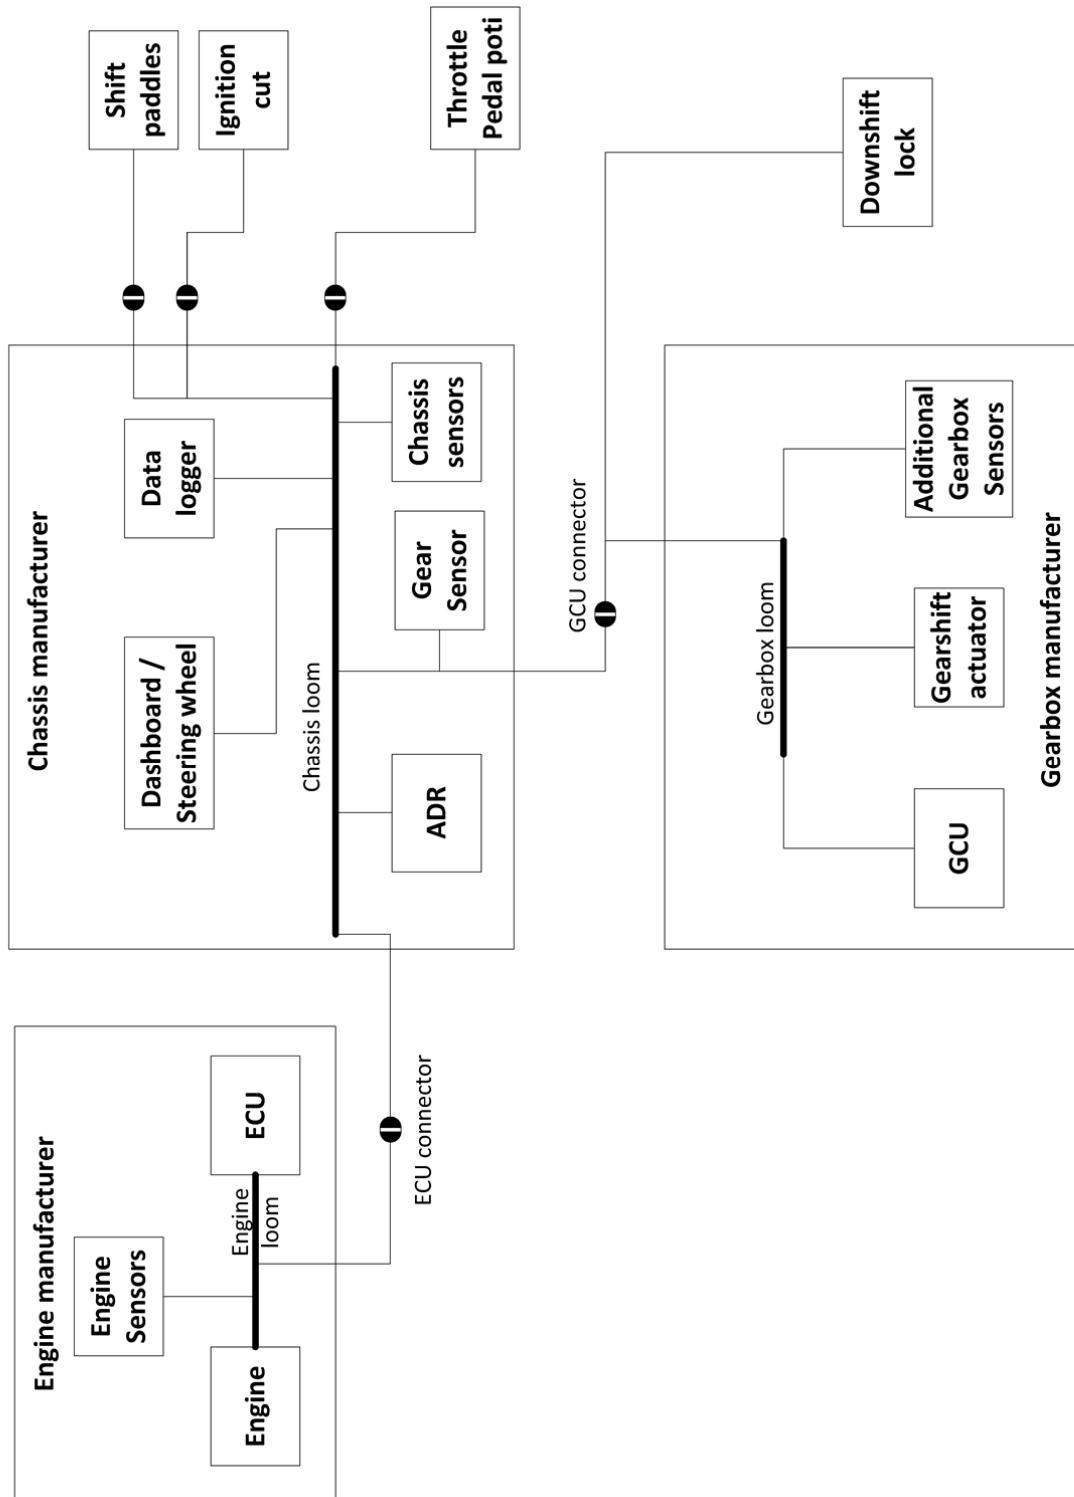 Engine manufacturer
Engine
Sensors
Engine
Engine
loom
ECU
ECU connector
Chassis manufacturer
Dashboard /
Steering wheel
Data
logger
Chassis loom
ADR
Gear
Sensor
Chassis
sensors
Shift
paddles
Ignition
cut
Throttle
Pedal poti
GCU connector
Downshift
lock
Gearbox loom
GCU
Gearshift
actuator
Additional
Gearbox
Sensors
Gearbox manufacturer